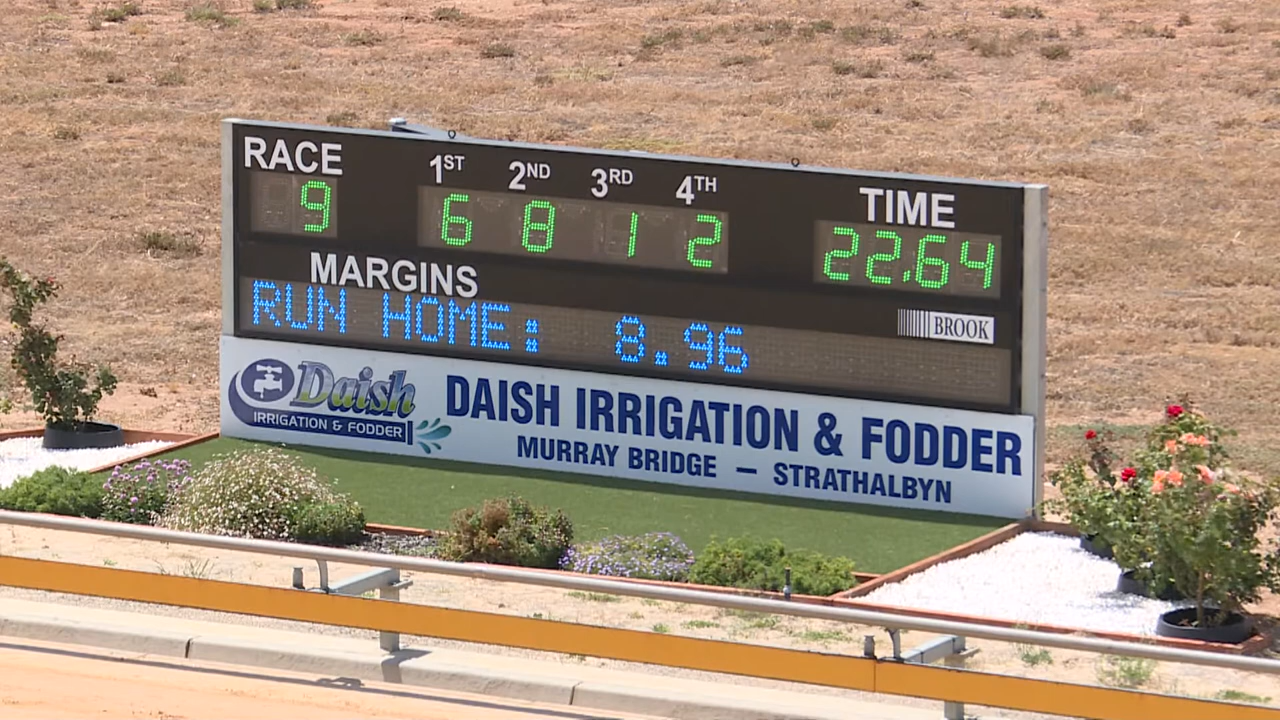 RACE 1ST 2ND 3RD 4TH TIME
9 6 8 1 2 22.64
MARGINS
BROOK
RUN HOME: 8.96
Daish
IRRIGATION & FODDER
DAISH IRRIGATION & FODDER
MURRAY BRIDGE – STRATHALBYN